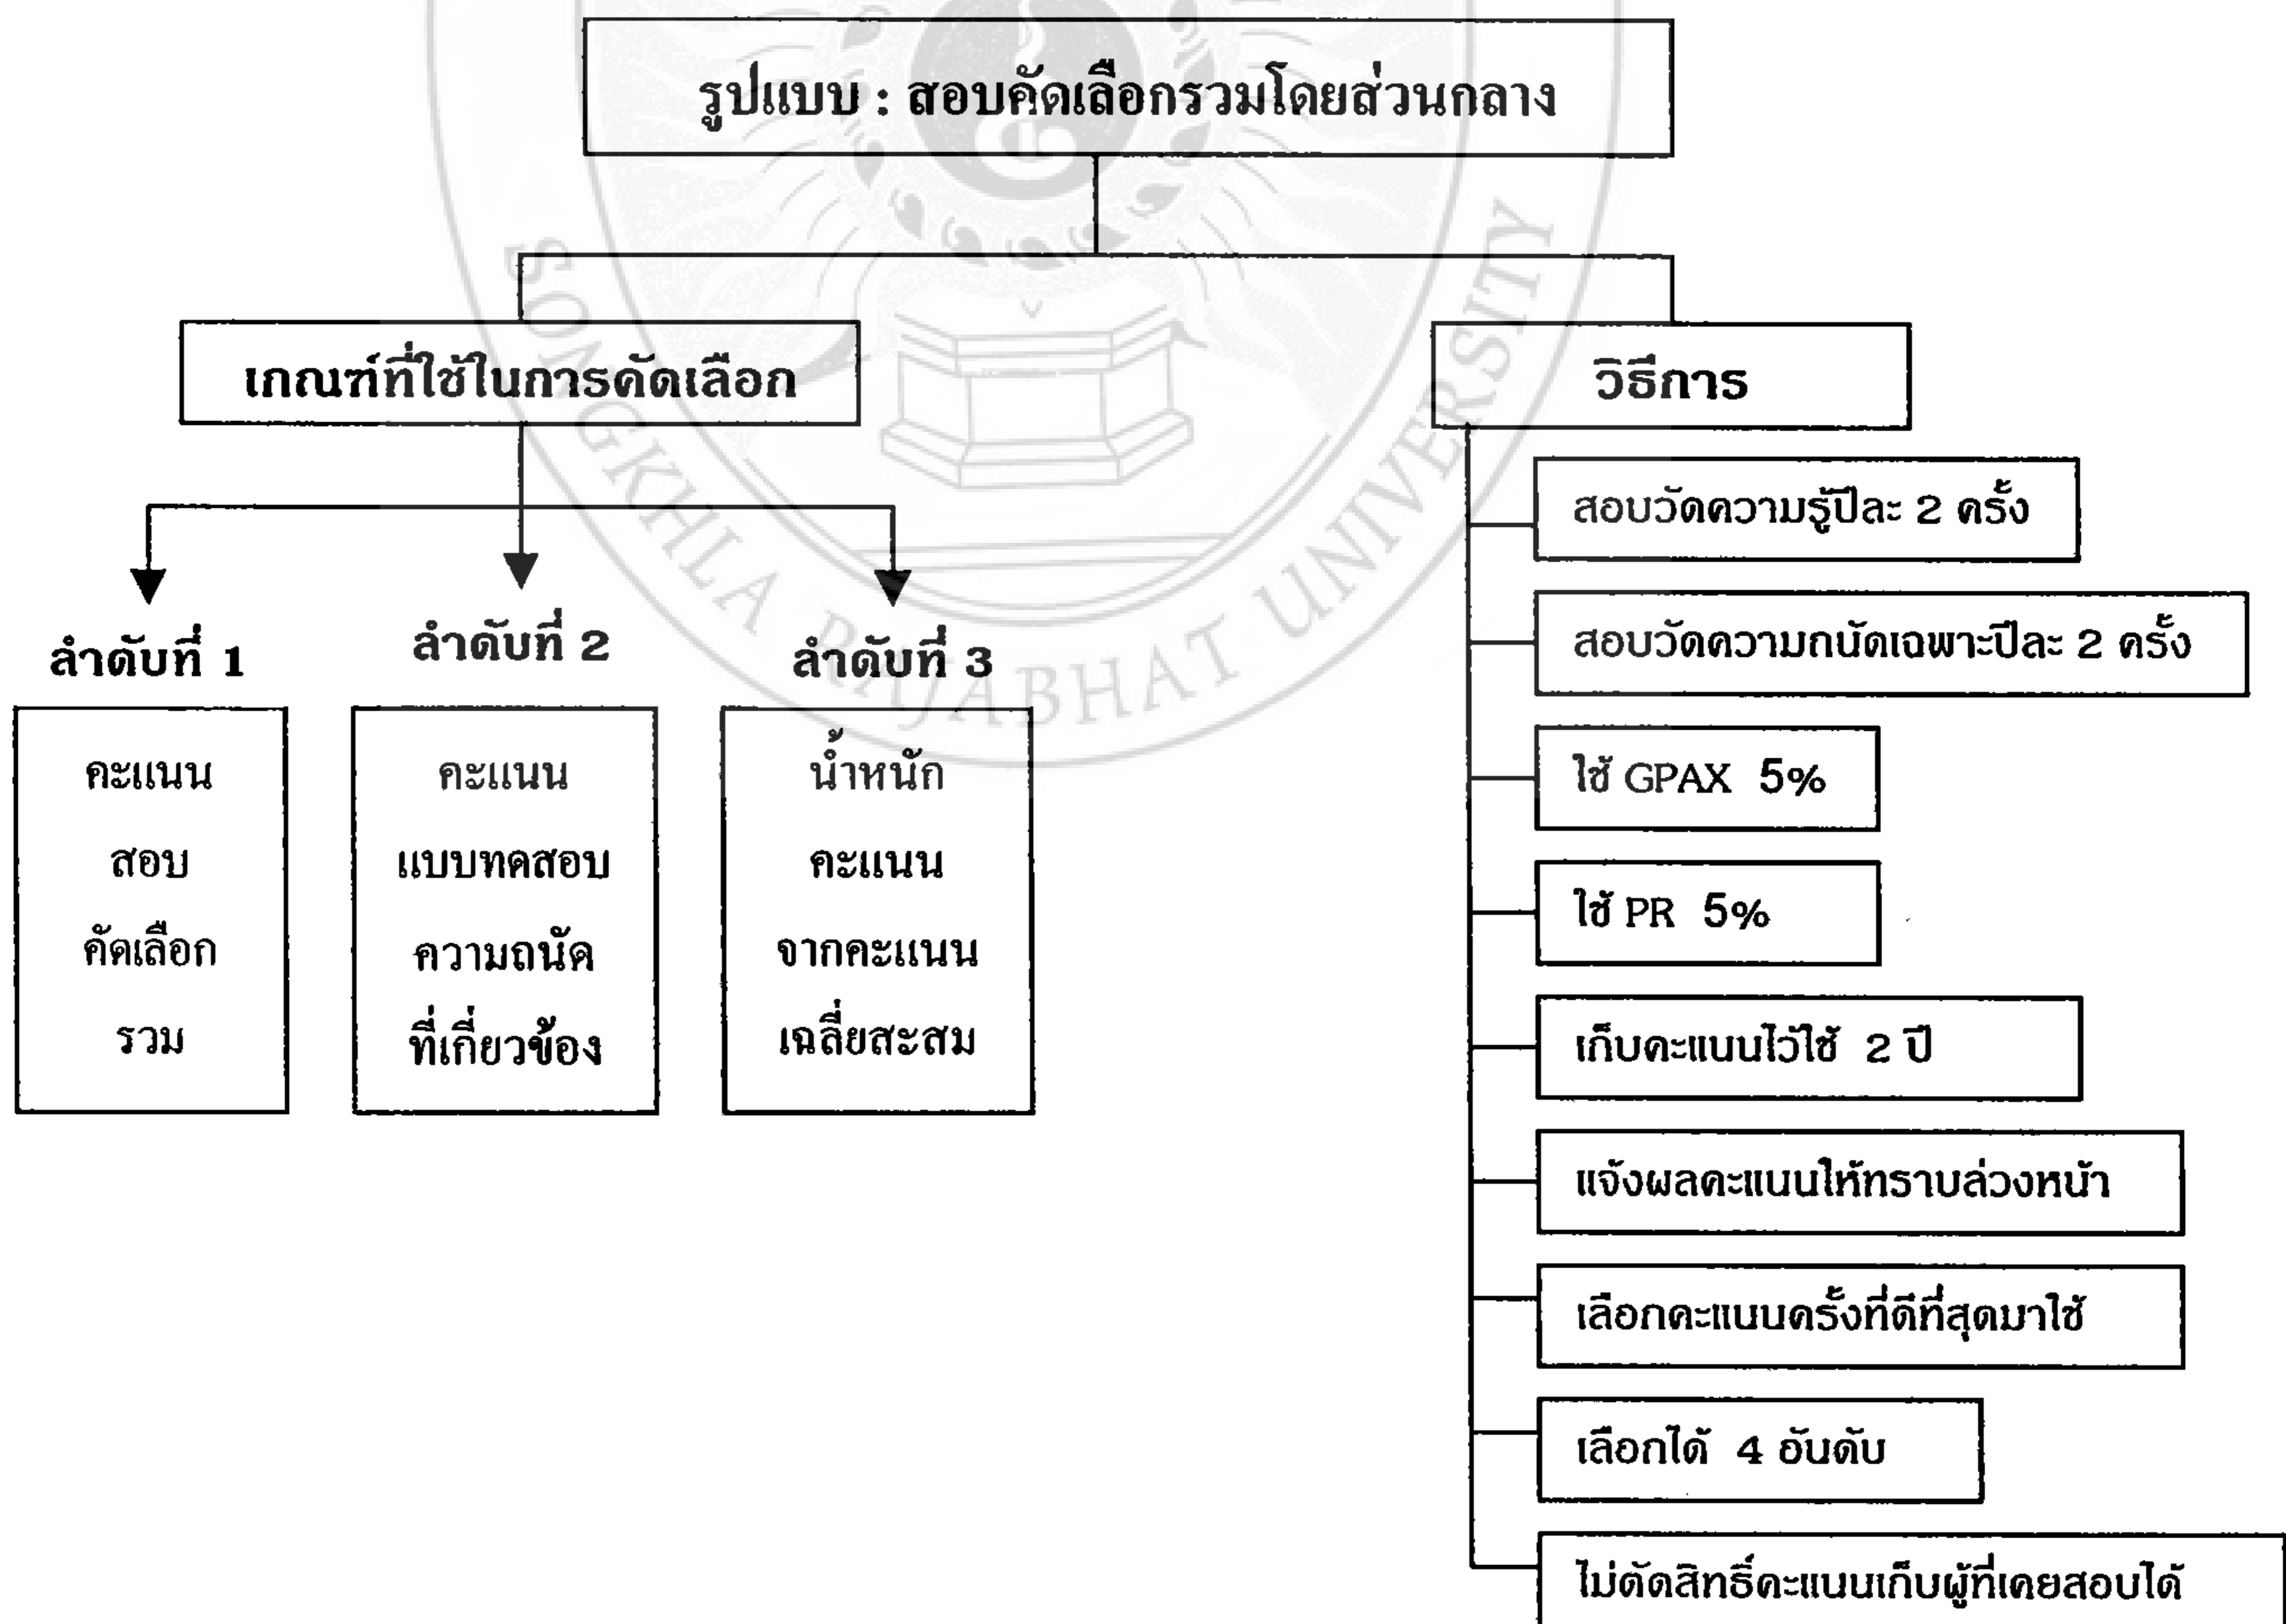 รูปแบบ : สอบคัดเลือกรวมโดยส่วนกลาง
เกณฑ์ที่ใช้ในการคัดเลือก
ลำดับที่ 1
คะแนน
สอบ
คัดเลือก
รวม
ลำดับที่ 2
คะแนน
แบบทดสอบ
ความถนัด
ที่เกี่ยวข้อง
ลำดับที่ 3
น้ำหนัก
คะแนน
จากคะแนน
เฉลี่ยสะสม
วิธีการ
สอบวัดความรู้ปีละ 2 ครั้ง
สอบวัดความถนัดเฉพาะปีละ 2 ครั้ง
ใช้ GPAX 5%
ใช้ PR 5%
เก็บคะแนนไว้ใช้ 2 ปี
แจ้งผลคะแนนให้ทราบล่วงหน้า
เลือกคะแนนครั้งที่ดีที่สุดมาใช้
เลือกได้ 4 อันดับ
ไม่ตัดสิทธิ์คะแนนเก็บผู้ที่เคยสอบได้
SONGKHLA RAJABHAT UNIVERSITY